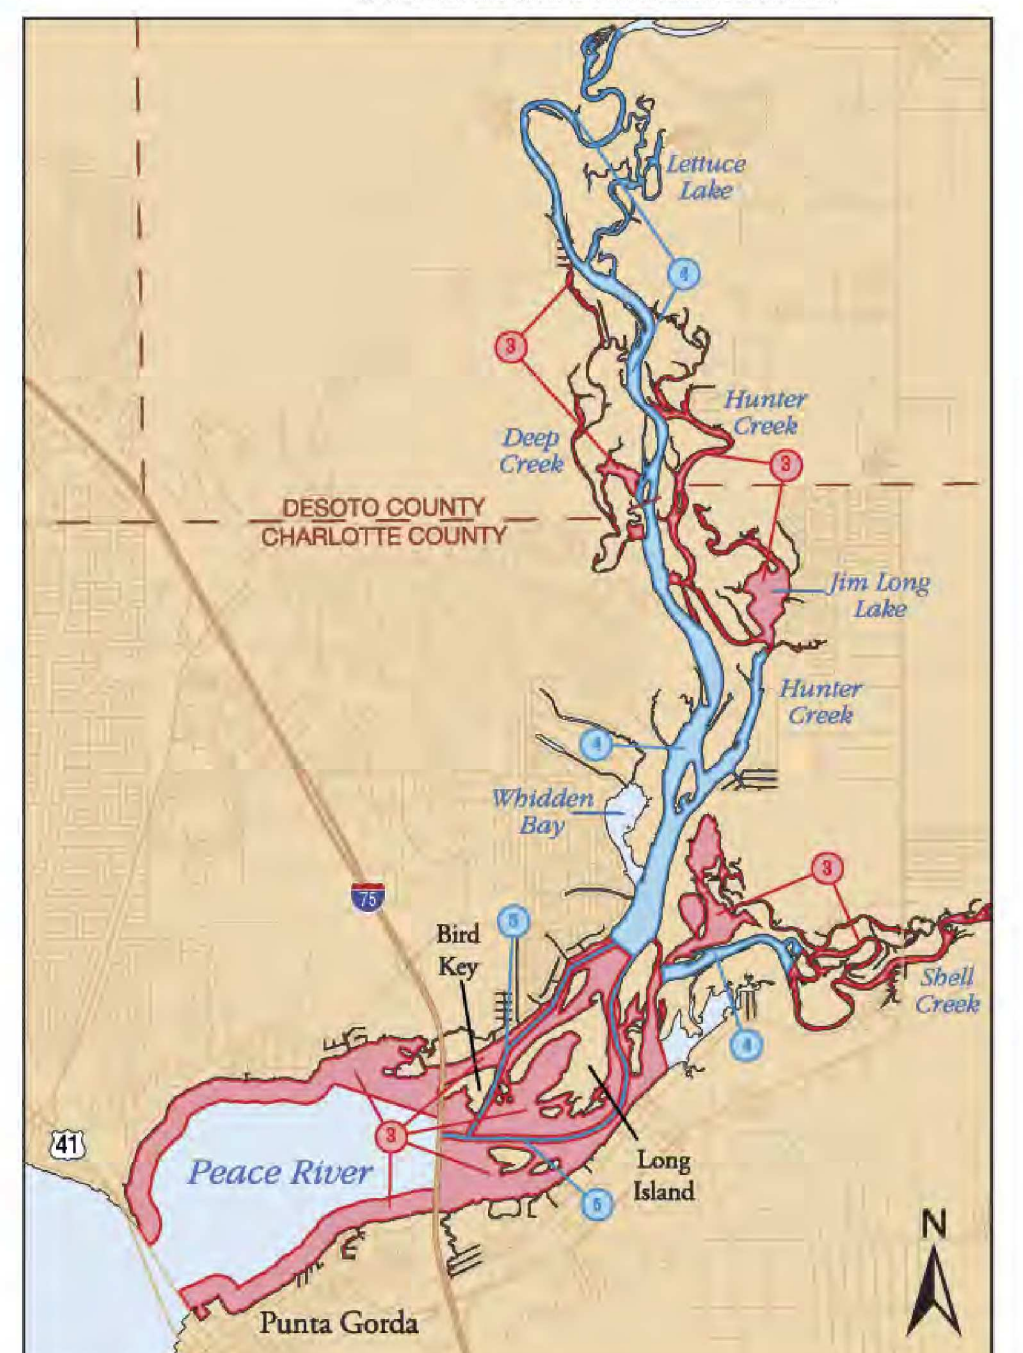 Lettuce
Lake
4
3
Hunter
Creek
Deep
Creek
3
DESOTO COUNTY
CHARLOTTE COUNTY
Jim Long
Lake
Hunter
Creek
4
Whidden
Bay
3
75
5
Bird
Key
Shell
Creek
4
3
41
Peace River
Long
Island
5
N
Punta Gorda